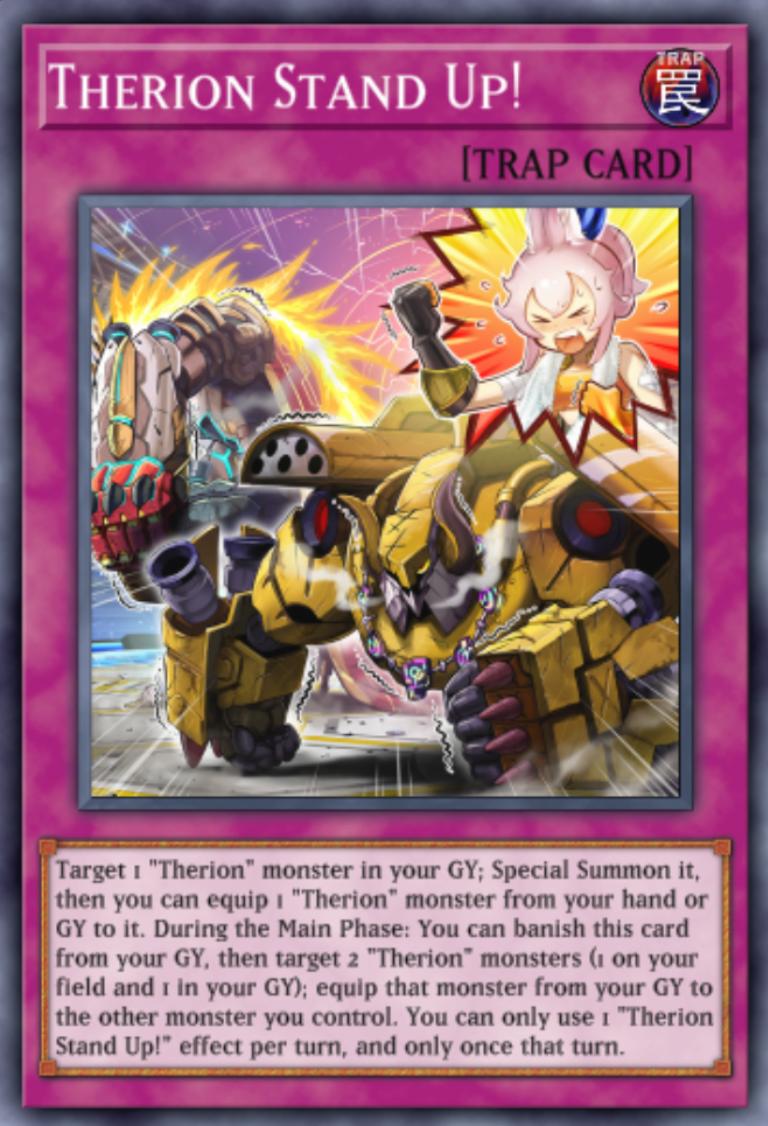 Therion Stand Up!
TRAP
罠
[TRAP CARD]
Target 1 "Therion" monster in your GY; Special Summon it,
then you can equip 1 "Therion" monster from your hand or
GY to it. During the Main Phase: You can banish this card
from your GY, then target 2 "Therion" monsters (1 on your
field and 1 in your GY); equip that monster from your GY to
the other monster you control. You can only use 1 "Therion
Stand Up!" effect per turn, and only once that turn.